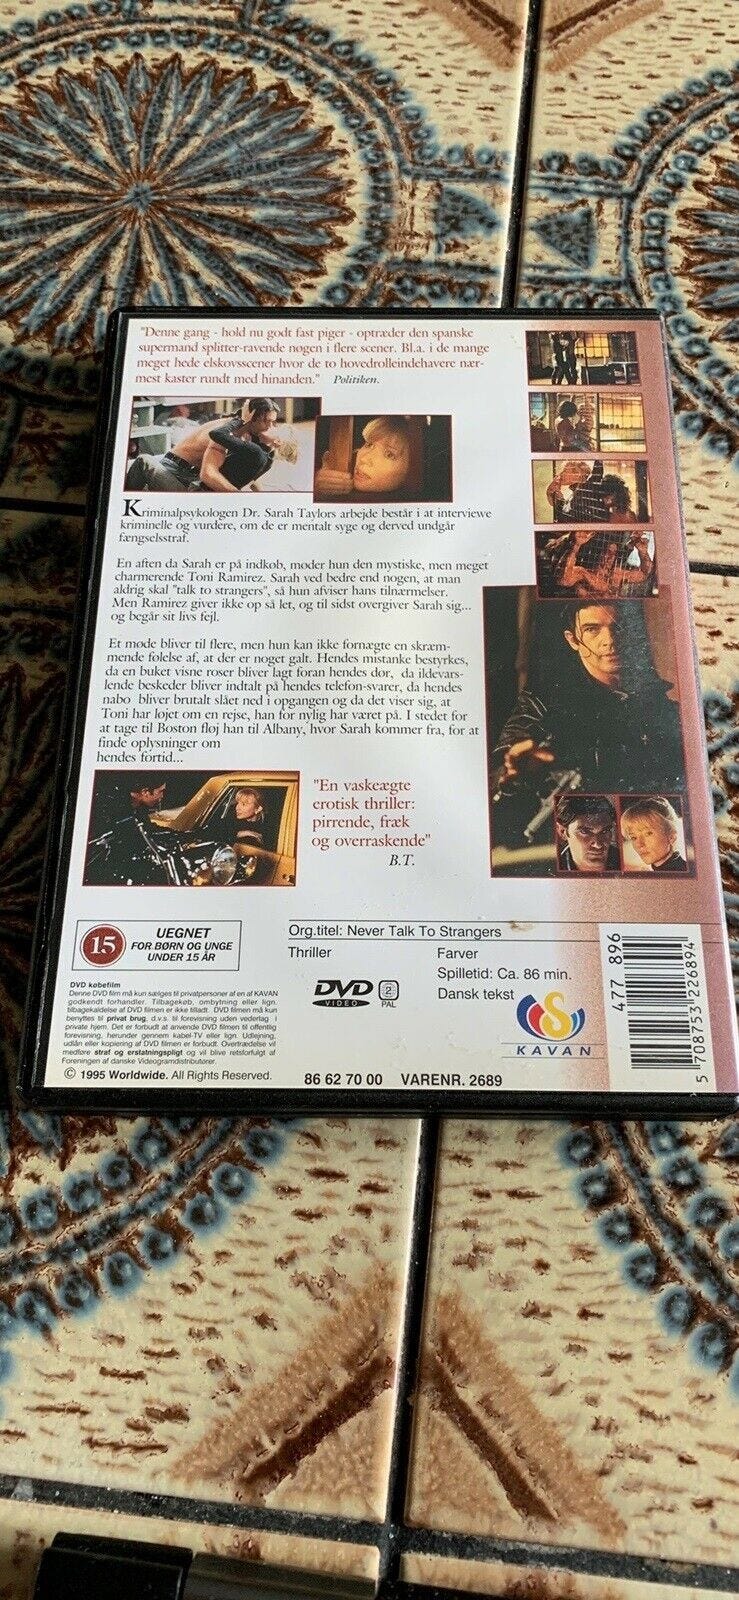 "Denne gang - hold nu godt fast piger - optræder den spanske
supermand splitter-ravende nøgen i flere scener. Bl.a. i de mange
meget hede elskovsscener hvor de to hovedrolleindehavere nær-
mest kaster rundt med hinanden." Politiken.
Kriminalpsykologen Dr. Sarah Taylors arbejde består i at interviewe
kriminelle og vurdere, om de er mentalt syge og derved undgår
fængselsstraf.
En aften da Sarah er på indkøb, møder hun den mystiske, men meget
charmerende Toni Ramirez. Sarah ved bedre end nogen, at man
aldrig skal "talk to strangers", så hun afviser hans tilnærmelser.
Men Ramirez giver ikke op så let, og til sidst overgiver Sarah sig...
og begår sit livs fejl.
Et møde bliver til flere, men hun kan ikke fornægte en skræm-
mende følelse af, at der er noget galt. Hendes mistanke bestyrkes,
da en buket visne roser bliver lagt foran hendes dør, da ildevars-
lende beskeder bliver indtalt på hendes telefon-svarer, da hendes
nabo bliver brutalt slået ned i opgangen og da det viser sig, at
Toni har løjet om en rejse, han for nylig har været på. I stedet for
at tage til Boston fløj han til Albany, hvor Sarah kommer fra, for at
finde oplysninger om
hendes fortid...
"En vaskeægte
erotisk thriller:
pirrende, fræk
og overraskende"
B.T.
15
UEGNET
FOR BØRN OG UNGE
UNDER 15 ÅR
Org.titel: Never Talk To Strangers
Thriller Farver
Spilletid: Ca. 86 min.
Dansk tekst
DVD
VIDEO
2
PAL
KAVAN
DVD købefilm
Denne DVD film må kun sælges til privatpersoner af en af KAVAN
godkendt forhandler. Tilbagekøb, ombytning eller lign.
tilbagekaldelse af DVD filmen er ikke tilladt. DVD filmen må kun
benyttes til privat brug, d.v.s. til forevisning uden vederlag i
private hjem. Det er forbudt at anvende DVD filmen til offentlig
forevisning, herunder gennem kabel-TV eller lign. Udlejning,
udlån eller kopiering af DVD filmen er forbudt. Overtrædelse vil
medføre straf og erstatningspligt og vil blive retsforfulgt af
Foreningen af danske Videogramdistributører.
© 1995 Worldwide. All Rights Reserved.
86 62 70 00 VARENR. 2689
477 896
5 708753 226894